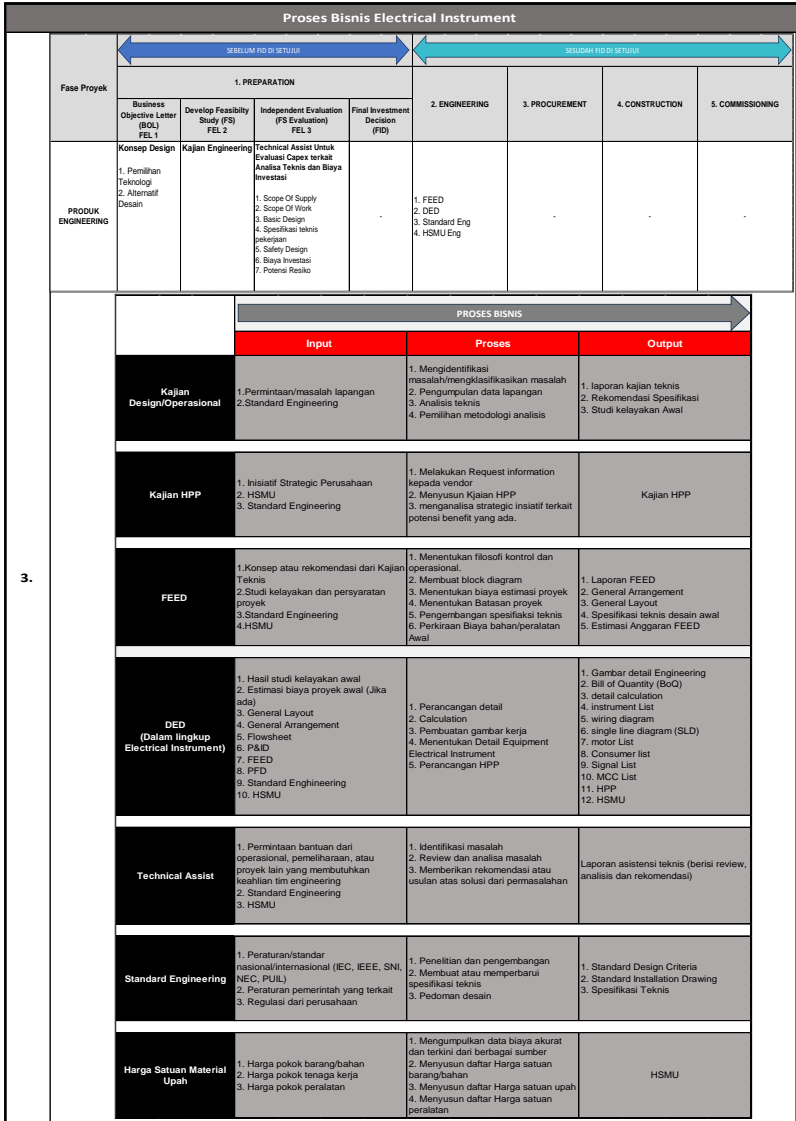 Proses Bisnis Electrical Instrument
SEBELUM FID DI SETUJUI
SESUDAH FID DI SETUJUI
Fase Proyek
1. PREPARATION
2. ENGINEERING
3. PROCUREMENT
4. CONSTRUCTION
5. COMMISSIONING
Business
Objective Letter
(BOL)
FEL 1
Develop Feasibilty
Study (FS)
FEL 2
Independent Evaluation
(FS Evaluation)
FEL 3
Final Investment
Decision
(FID)
PRODUK
ENGINEERING
Konsep Design
1. Pemilihan
Teknologi
2. Alternatif
Desain
Kajian Engineering
Technical Assist Untuk
Evaluasi Capex terkait
Analisa Teknis dan Biaya
Investasi
1. Scope Of Supply
2. Scope Of Work
3. Basic Design
4. Spesifikasi teknis
pekerjaan
5. Safety Design
6. Biaya Investasi
7. Potensi Resiko
-
1. FEED
2. DED
3. Standard Eng
4. HSMU Eng
-
-
-
3.
PROSES BISNIS
Input
Proses
Output
Kajian
Design/Operasional
1.Permintaan/masalah lapangan
2.Standard Engineering
1. Mengidentifikasi
masalah/mengklasifikasikan masalah
2. Pengumpulan data lapangan
3. Analisis teknis
4. Pemilihan metodologi analisis
1. laporan kajian teknis
2. Rekomendasi Spesifikasi
3. Studi kelayakan Awal
Kajian HPP
1. Inisiatif Strategic Perusahaan
2. HSMU
3. Standard Engineering
1. Melakukan Request information
kepada vendor
2. Menyusun Kjaian HPP
3. menganalisa strategic insiatif terkait
potensi benefit yang ada.
Kajian HPP
FEED
1.Konsep atau rekomendasi dari Kajian
Teknis
2.Studi kelayakan dan persyaratan
proyek
3.Standard Engineering
4.HSMU
1. Menentukan filosofi kontrol dan
operasional.
2. Membuat block diagram
3. Menentukan biaya estimasi proyek
4. Menentukan Batasan proyek
5. Pengembangan spesifiaksi teknis
6. Perkiraan Biaya bahan/peralatan
Awal
1. Laporan FEED
2. General Arrangement
3. General Layout
4. Spesifikasi teknis desain awal
5. Estimasi Anggaran FEED
DED
(Dalam lingkup
Electrical Instrument)
1. Hasil studi kelayakan awal
2. Estimasi biaya proyek awal (Jika
ada)
3. General Layout
4. General Arrangement
5. Flowsheet
6. P&ID
7. FEED
8. PFD
9. Standard Enghineering
10. HSMU
1. Perancangan detail
2. Calculation
3. Pembuatan gambar kerja
4. Menentukan Detail Equipment
Electrical Instrument
5. Perancangan HPP
1. Gambar detail Engineering
2. Bill of Quantity (BoQ)
3. detail calculation
4. instrument List
5. wiring diagram
6. single line diagram (SLD)
7. motor List
8. Consumer list
9. Signal List
10. MCC List
11. HPP
12. HSMU
Technical Assist
1. Permintaan bantuan dari
operasional, pemeliharaan, atau
proyek lain yang membutuhkan
keahlian tim engineering
2. Standard Engineering
3. HSMU
1. Identifikasi masalah
2. Review dan analisa masalah
3. Memberikan rekomendasi atau
usulan atas solusi dari permasalahan
Laporan asistensi teknis (berisi review,
analisis dan rekomendasi)
Standard Engineering
1. Peraturan/standar
nasional/internasional (IEC, IEEE, SNI,
NEC, PUIL)
2. Peraturan pemerintah yang terkait
3. Regulasi dari perusahaan
1. Penelitian dan pengembangan
2. Membuat atau memperbarui
spesifikasi teknis
3. Pedoman desain
1. Standard Design Criteria
2. Standard Installation Drawing
3. Spesifikasi Teknis
Harga Satuan Material
Upah
1. Harga pokok barang/bahan
2. Harga pokok tenaga kerja
3. Harga pokok peralatan
1. Mengumpulkan data biaya akurat
dan terkini dari berbagai sumber
2. Menyusun daftar Harga satuan
barang/bahan
3. Menyusun daftar Harga satuan upah
4. Menyusun daftar Harga satuan
peralatan
HSMU